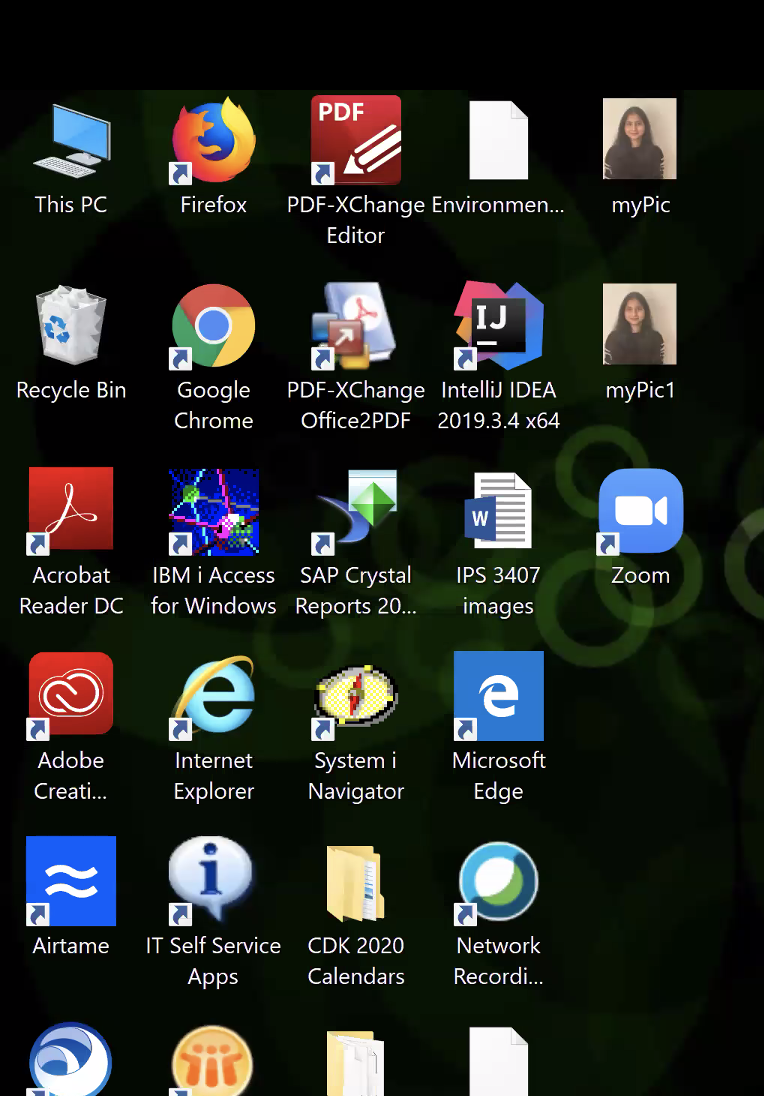 This PC
Firefox
PDF-XChange
Editor
Environmen...
myPic
Recycle Bin
Google
Chrome
PDF-XChange
Office2PDF
IntelliJ IDEA
2019.3.4 x64
myPic1
Acrobat
Reader DC
IBM i Access
for Windows
SAP Crystal
Reports 20...
IPS 3407
images
Zoom
Adobe
Creati...
Internet
Explorer
System i
Navigator
Microsoft
Edge
Airtame
IT Self Service
Apps
CDK 2020
Calendars
Network
Recordi...
PDF
IJ
W